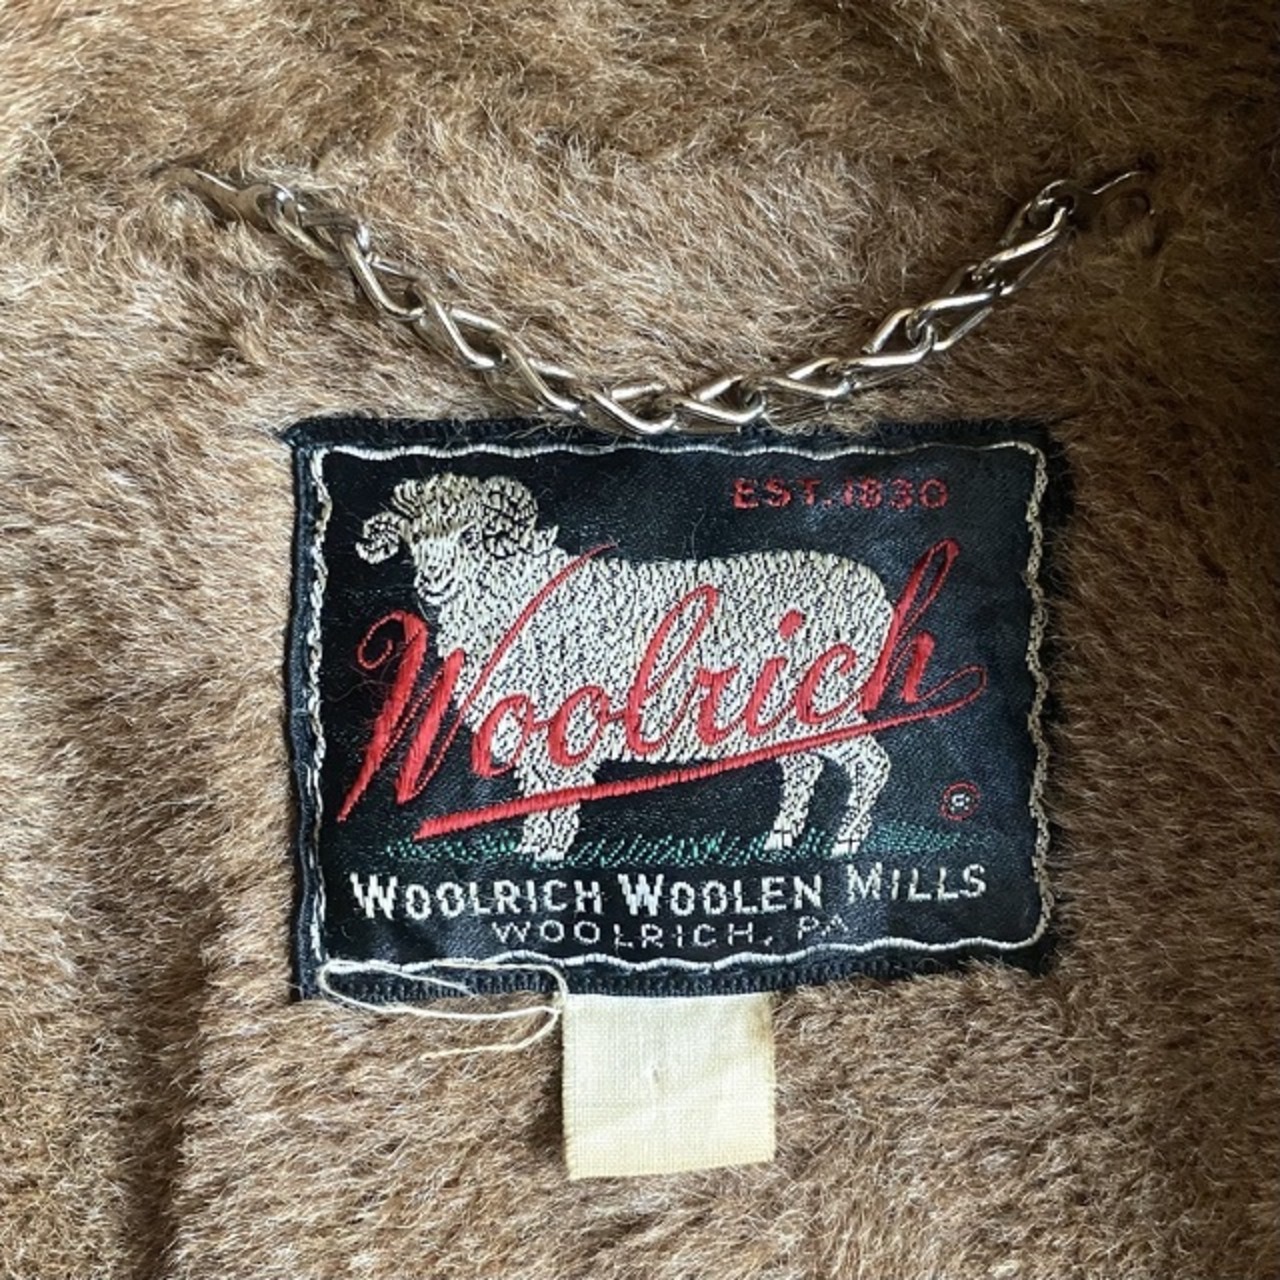 EST. 1830
Woolrich
®
WOOLRICH WOOLEN MILLS
WOOLRICH, PA